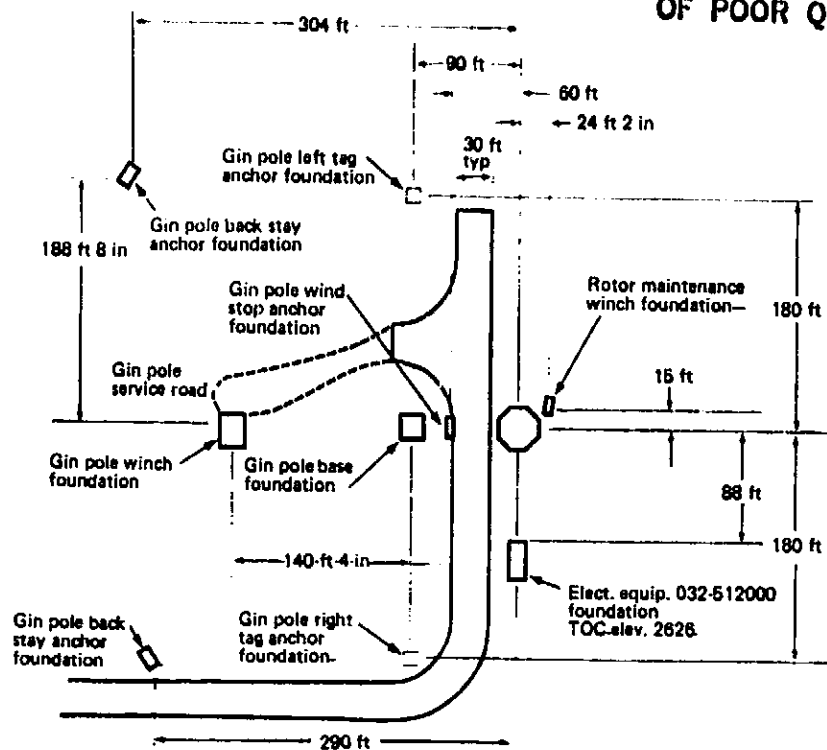 OF POOR Q
304 ft
90 ft
60 ft
24 ft 2 in
30 ft
typ
Gin pole left tag
anchor foundation
Gin pole back stay
anchor foundation
188 ft 8 in
Gin pole wind
stop anchor
foundation
Rotor maintenance
winch foundation
180 ft
Gin pole
service road
15 ft
Gin pole winch
foundation
Gin pole base
foundation
88 ft
140-ft-4-in
180 ft
Elect. equip. 032-512000
foundation
TOC elev. 2626
Gin pole back
stay anchor
foundation
Gin pole right
tag anchor
foundation
290 ft